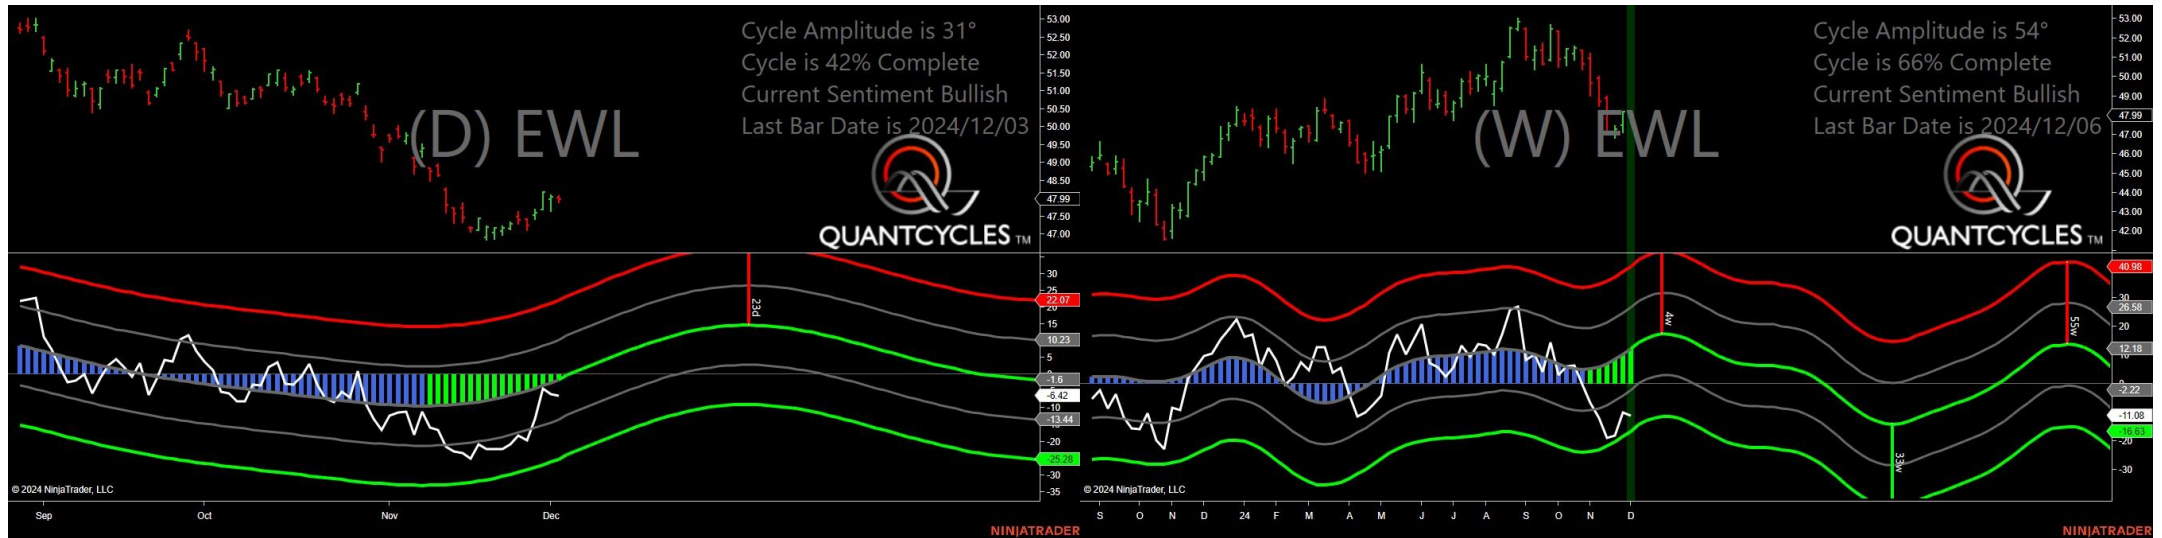 Cycle Amplitude is 31°
Cycle is 42% Complete
Current Sentiment Bullish
Last Bar Date is 2024/12/03
(D) EWL
QUANTCYCLES TM
53.00
52.50
52.00
51.50
51.00
50.50
50.00
49.50
49.00
48.50
47.99
47.50
47.00
23d
30
25
22.07
20
15
10.23
5
0
-1.6
-6.42
-10
-13.44
-20
-25.28
-30
-35
© 2024 NinjaTrader, LLC
Sep Oct Nov Dec
NINJATRADER
Cycle Amplitude is 54°
Cycle is 66% Complete
Current Sentiment Bullish
Last Bar Date is 2024/12/06
(W) EWL
QUANTCYCLES TM
53.00
52.00
51.00
50.00
49.00
47.99
47.00
46.00
45.00
44.00
43.00
42.00
4w
33w
55w
40.98
30
26.58
20
12.18
10
-2.22
-11.08
-16.63
-20
-30
© 2024 NinjaTrader, LLC
S O N D 24 F M A M J J A S O N D
NINJATRADER